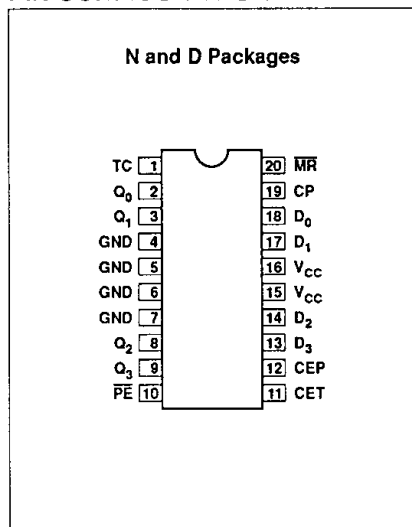 N and D Packages
TC 1 20 M̅R̅
Q0 2 19 CP
Q1 3 18 D0
GND 4 17 D1
GND 5 16 VCC
GND 6 15 VCC
GND 7 14 D2
Q2 8 13 D3
Q3 9 12 CEP
P̅E̅ 10 11 CET